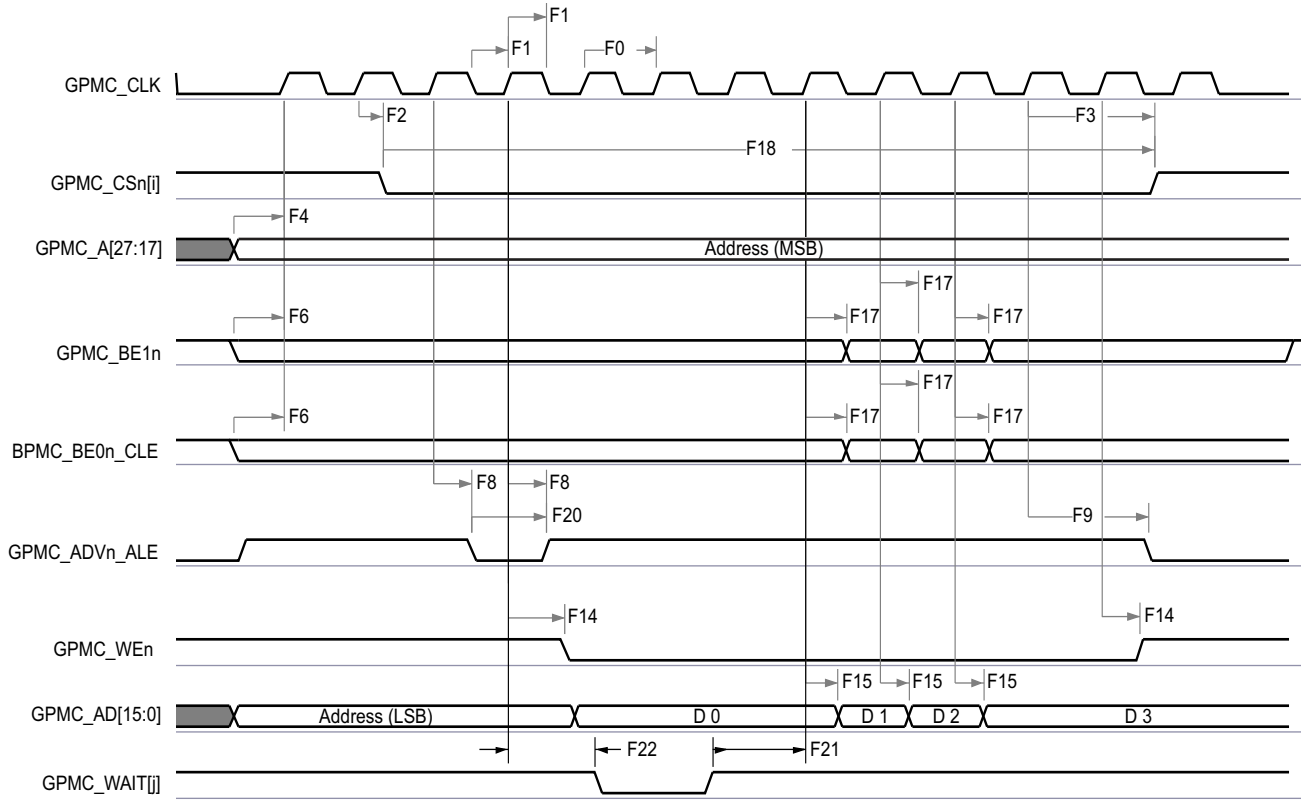 F1
F1
F0
GPMC_CLK
F2
F3
F18
GPMC_CSn[i]
F4
GPMC_A[27:17]
Address (MSB)
F17
F6
F17
F17
GPMC_BE1n
F17
F6
F17
F17
BPMC_BE0n_CLE
F8
F8
F20
F9
GPMC_ADVn_ALE
F14
F14
GPMC_WEn
F15
F15
F15
GPMC_AD[15:0]
Address (LSB)
D 0
D 1
D 2
D 3
F22
F21
GPMC_WAIT[j]